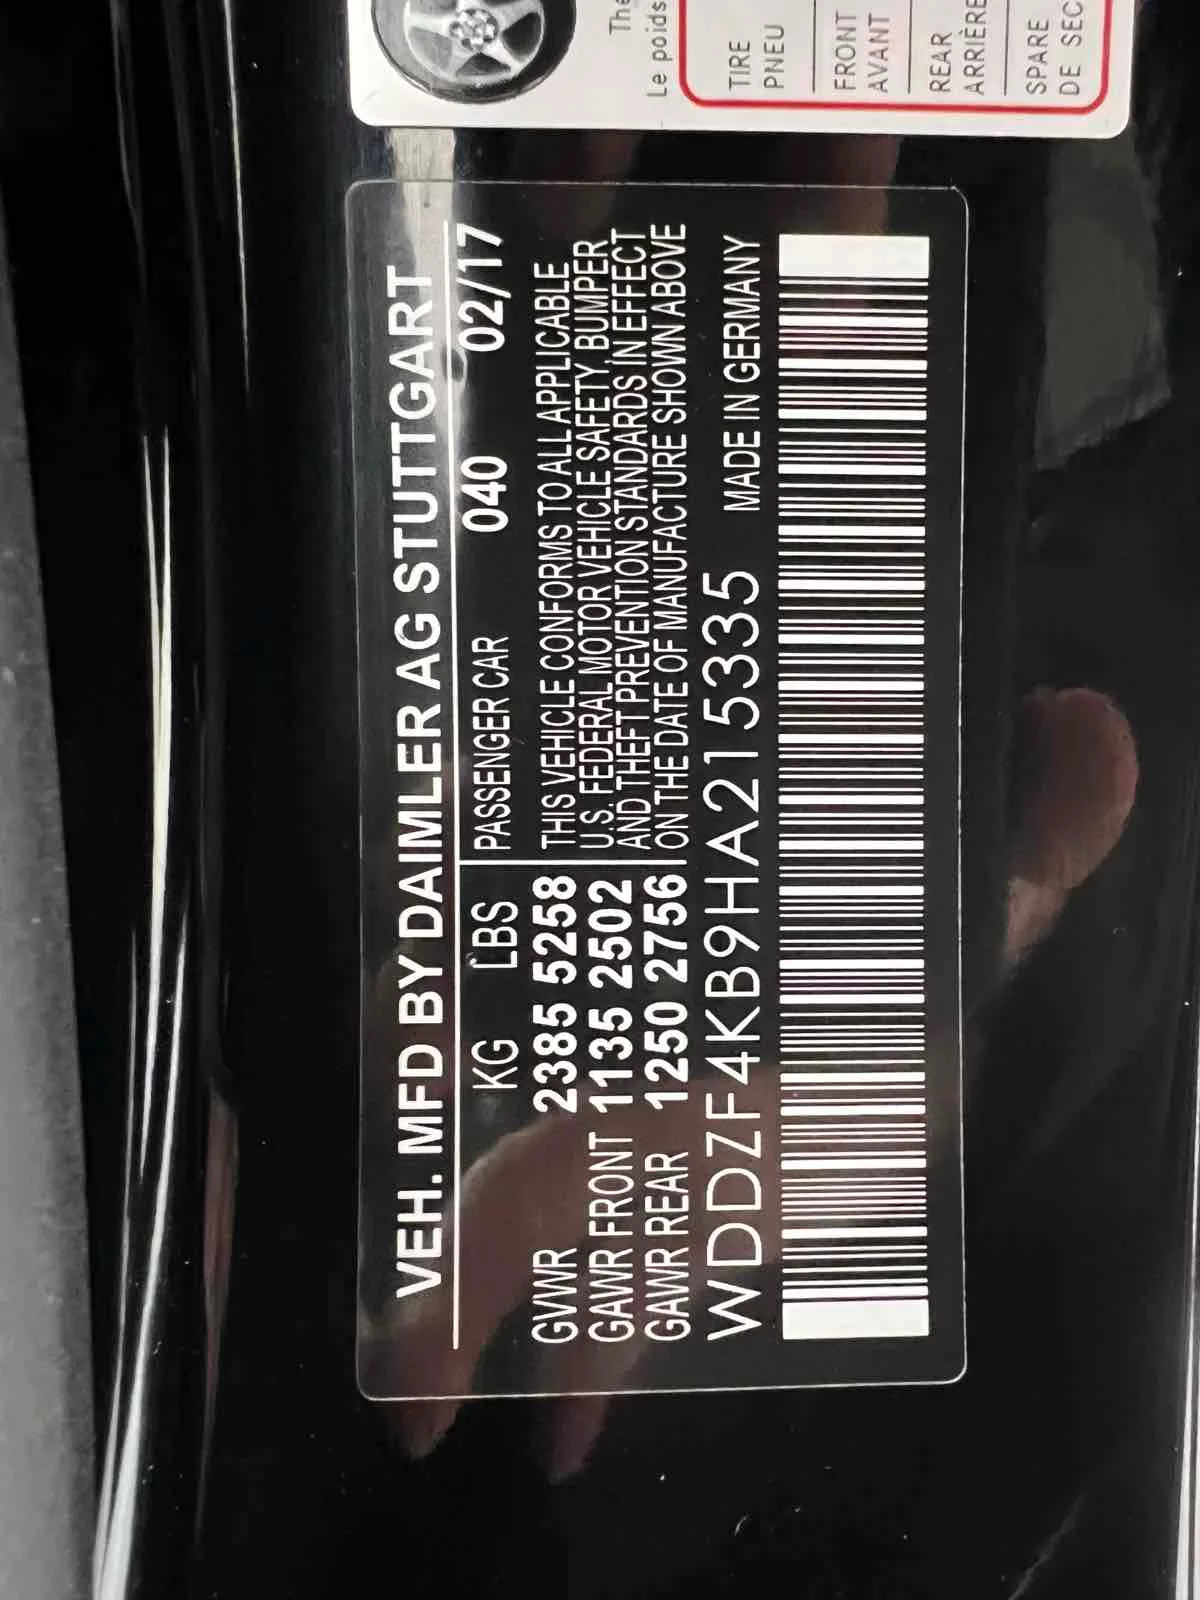 The
Le poids
TIRE
PNEU
FRONT
AVANT
REAR
ARRIÈRE
SPARE
DE SEC
VEH. MFD BY DAIMLER AG STUTTGART
KG LBS PASSENGER CAR 040 02/17
GVWR 2385 5258
GAWR FRONT 1135 2502
GAWR REAR 1250 2756
THIS VEHICLE CONFORMS TO ALL APPLICABLE
U.S. FEDERAL MOTOR VEHICLE SAFETY, BUMPER
AND THEFT PREVENTION STANDARDS IN EFFECT
ON THE DATE OF MANUFACTURE SHOWN ABOVE
WDDZF4KB9HA215335 MADE IN GERMANY